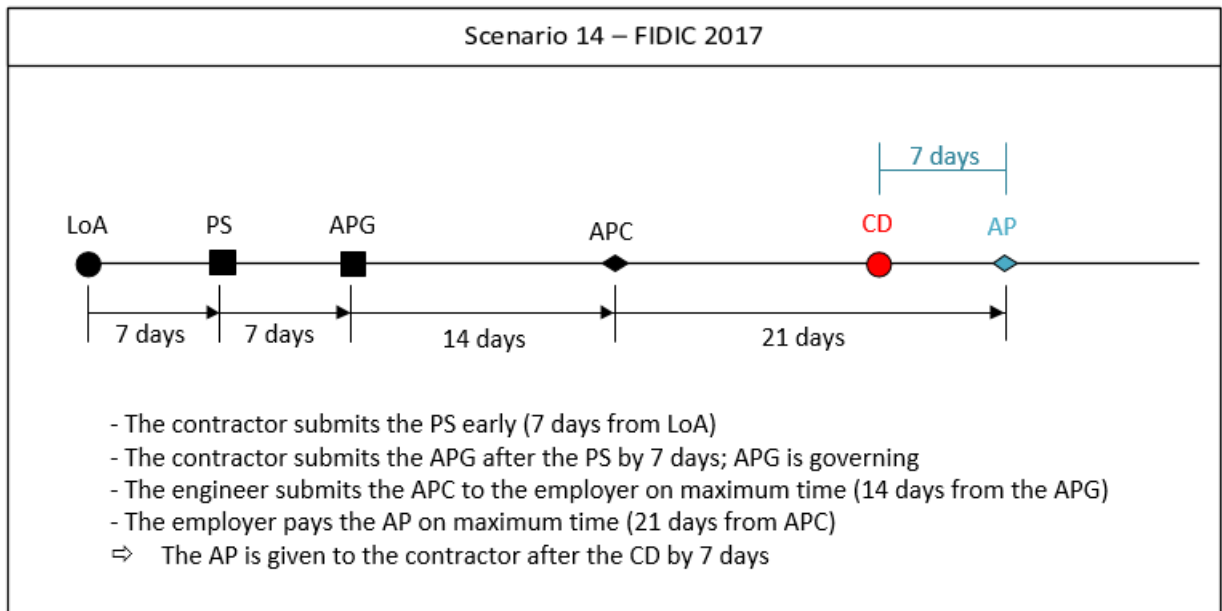 Scenario 14 – FIDIC 2017
7 days
LoA PS APG APC CD AP
7 days 7 days 14 days 21 days
- The contractor submits the PS early (7 days from LoA)
- The contractor submits the APG after the PS by 7 days; APG is governing
- The engineer submits the APC to the employer on maximum time (14 days from the APG)
- The employer pays the AP on maximum time (21 days from APC)
⇨ The AP is given to the contractor after the CD by 7 days